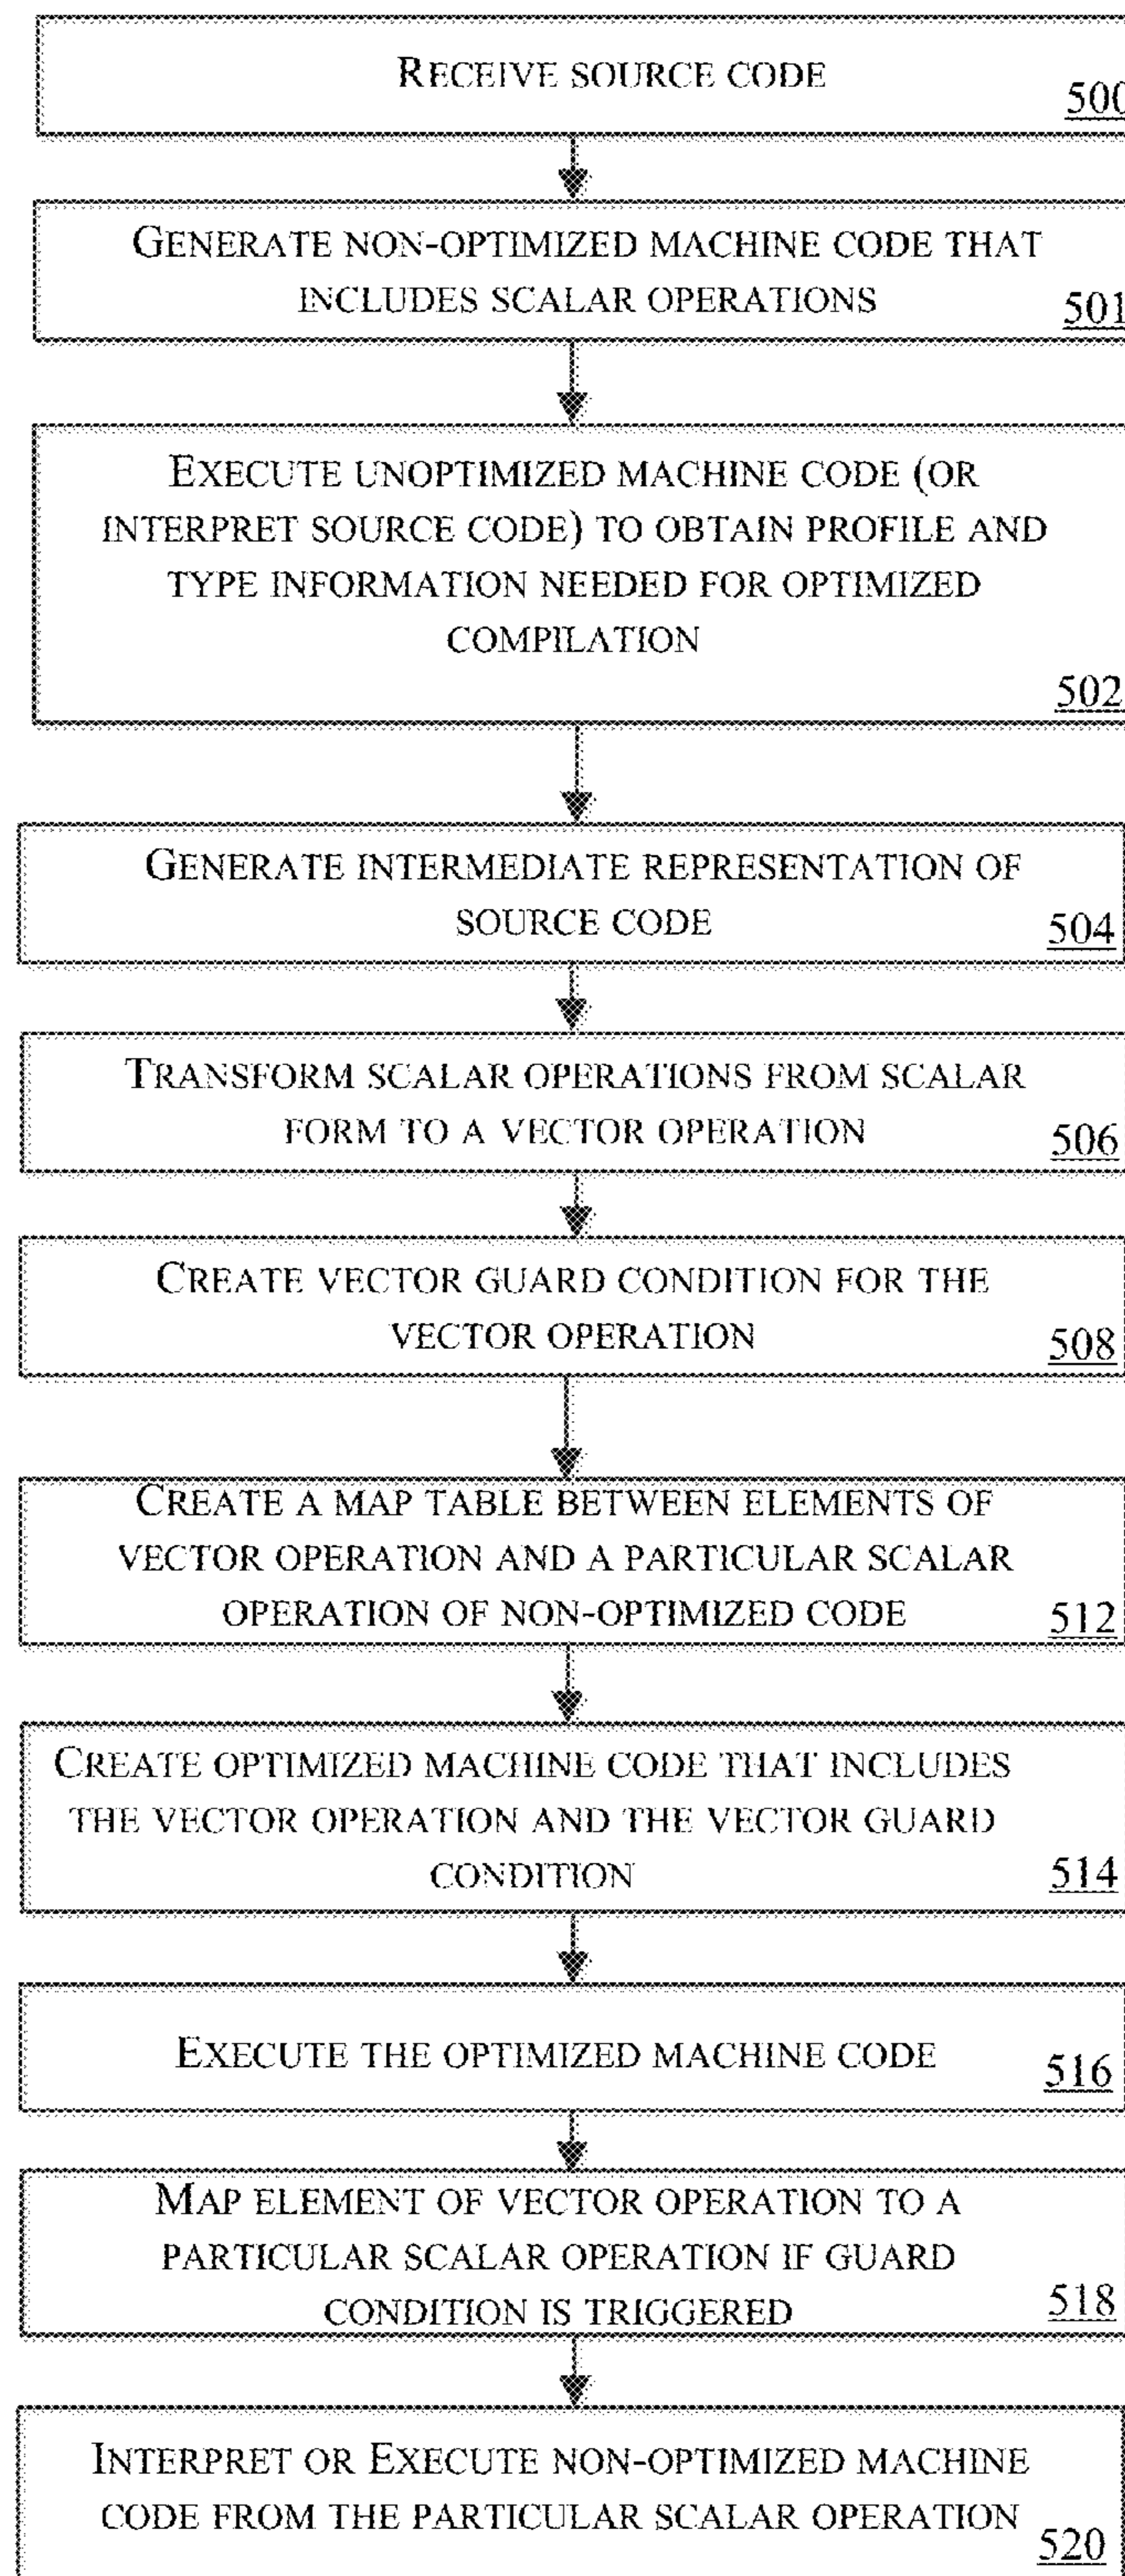 RECEIVE SOURCE CODE
500
GENERATE NON-OPTIMIZED MACHINE CODE THAT
INCLUDES SCALAR OPERATIONS
501
EXECUTE UNOPTIMIZED MACHINE CODE (OR
INTERPRET SOURCE CODE) TO OBTAIN PROFILE AND
TYPE INFORMATION NEEDED FOR OPTIMIZED
COMPILATION
502
GENERATE INTERMEDIATE REPRESENTATION OF
SOURCE CODE
504
TRANSFORM SCALAR OPERATIONS FROM SCALAR
FORM TO A VECTOR OPERATION
506
CREATE VECTOR GUARD CONDITION FOR THE
VECTOR OPERATION
508
CREATE A MAP TABLE BETWEEN ELEMENTS OF
VECTOR OPERATION AND A PARTICULAR SCALAR
OPERATION OF NON-OPTIMIZED CODE
512
CREATE OPTIMIZED MACHINE CODE THAT INCLUDES
THE VECTOR OPERATION AND THE VECTOR GUARD
CONDITION
514
EXECUTE THE OPTIMIZED MACHINE CODE
516
MAP ELEMENT OF VECTOR OPERATION TO A
PARTICULAR SCALAR OPERATION IF GUARD
CONDITION IS TRIGGERED
518
INTERPRET OR EXECUTE NON-OPTIMIZED MACHINE
CODE FROM THE PARTICULAR SCALAR OPERATION
520